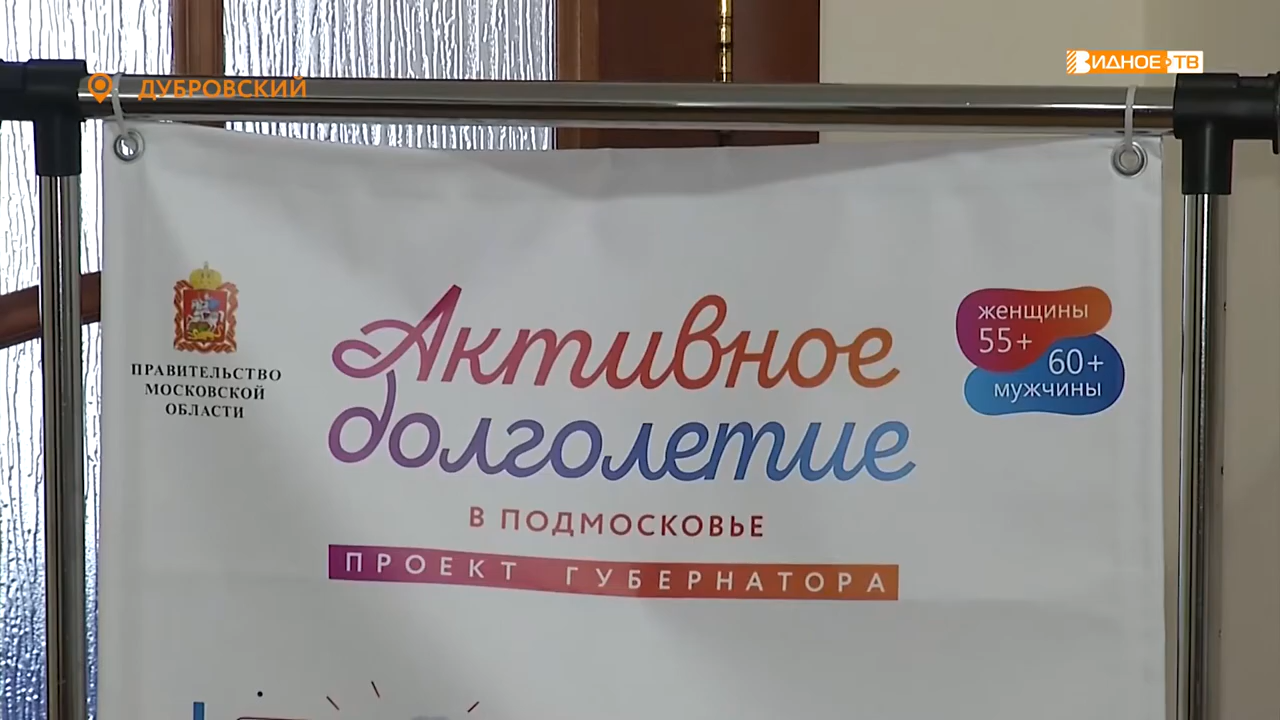 ДУБРОВСКИЙ
ВИДНОЕ ТВ
ПРАВИТЕЛЬСТВО
МОСКОВСКОЙ
ОБЛАСТИ
Активное
долголетие
В ПОДМОСКОВЬЕ
ПРОЕКТ ГУБЕРНАТОРА
женщины
55+
60+
мужчины